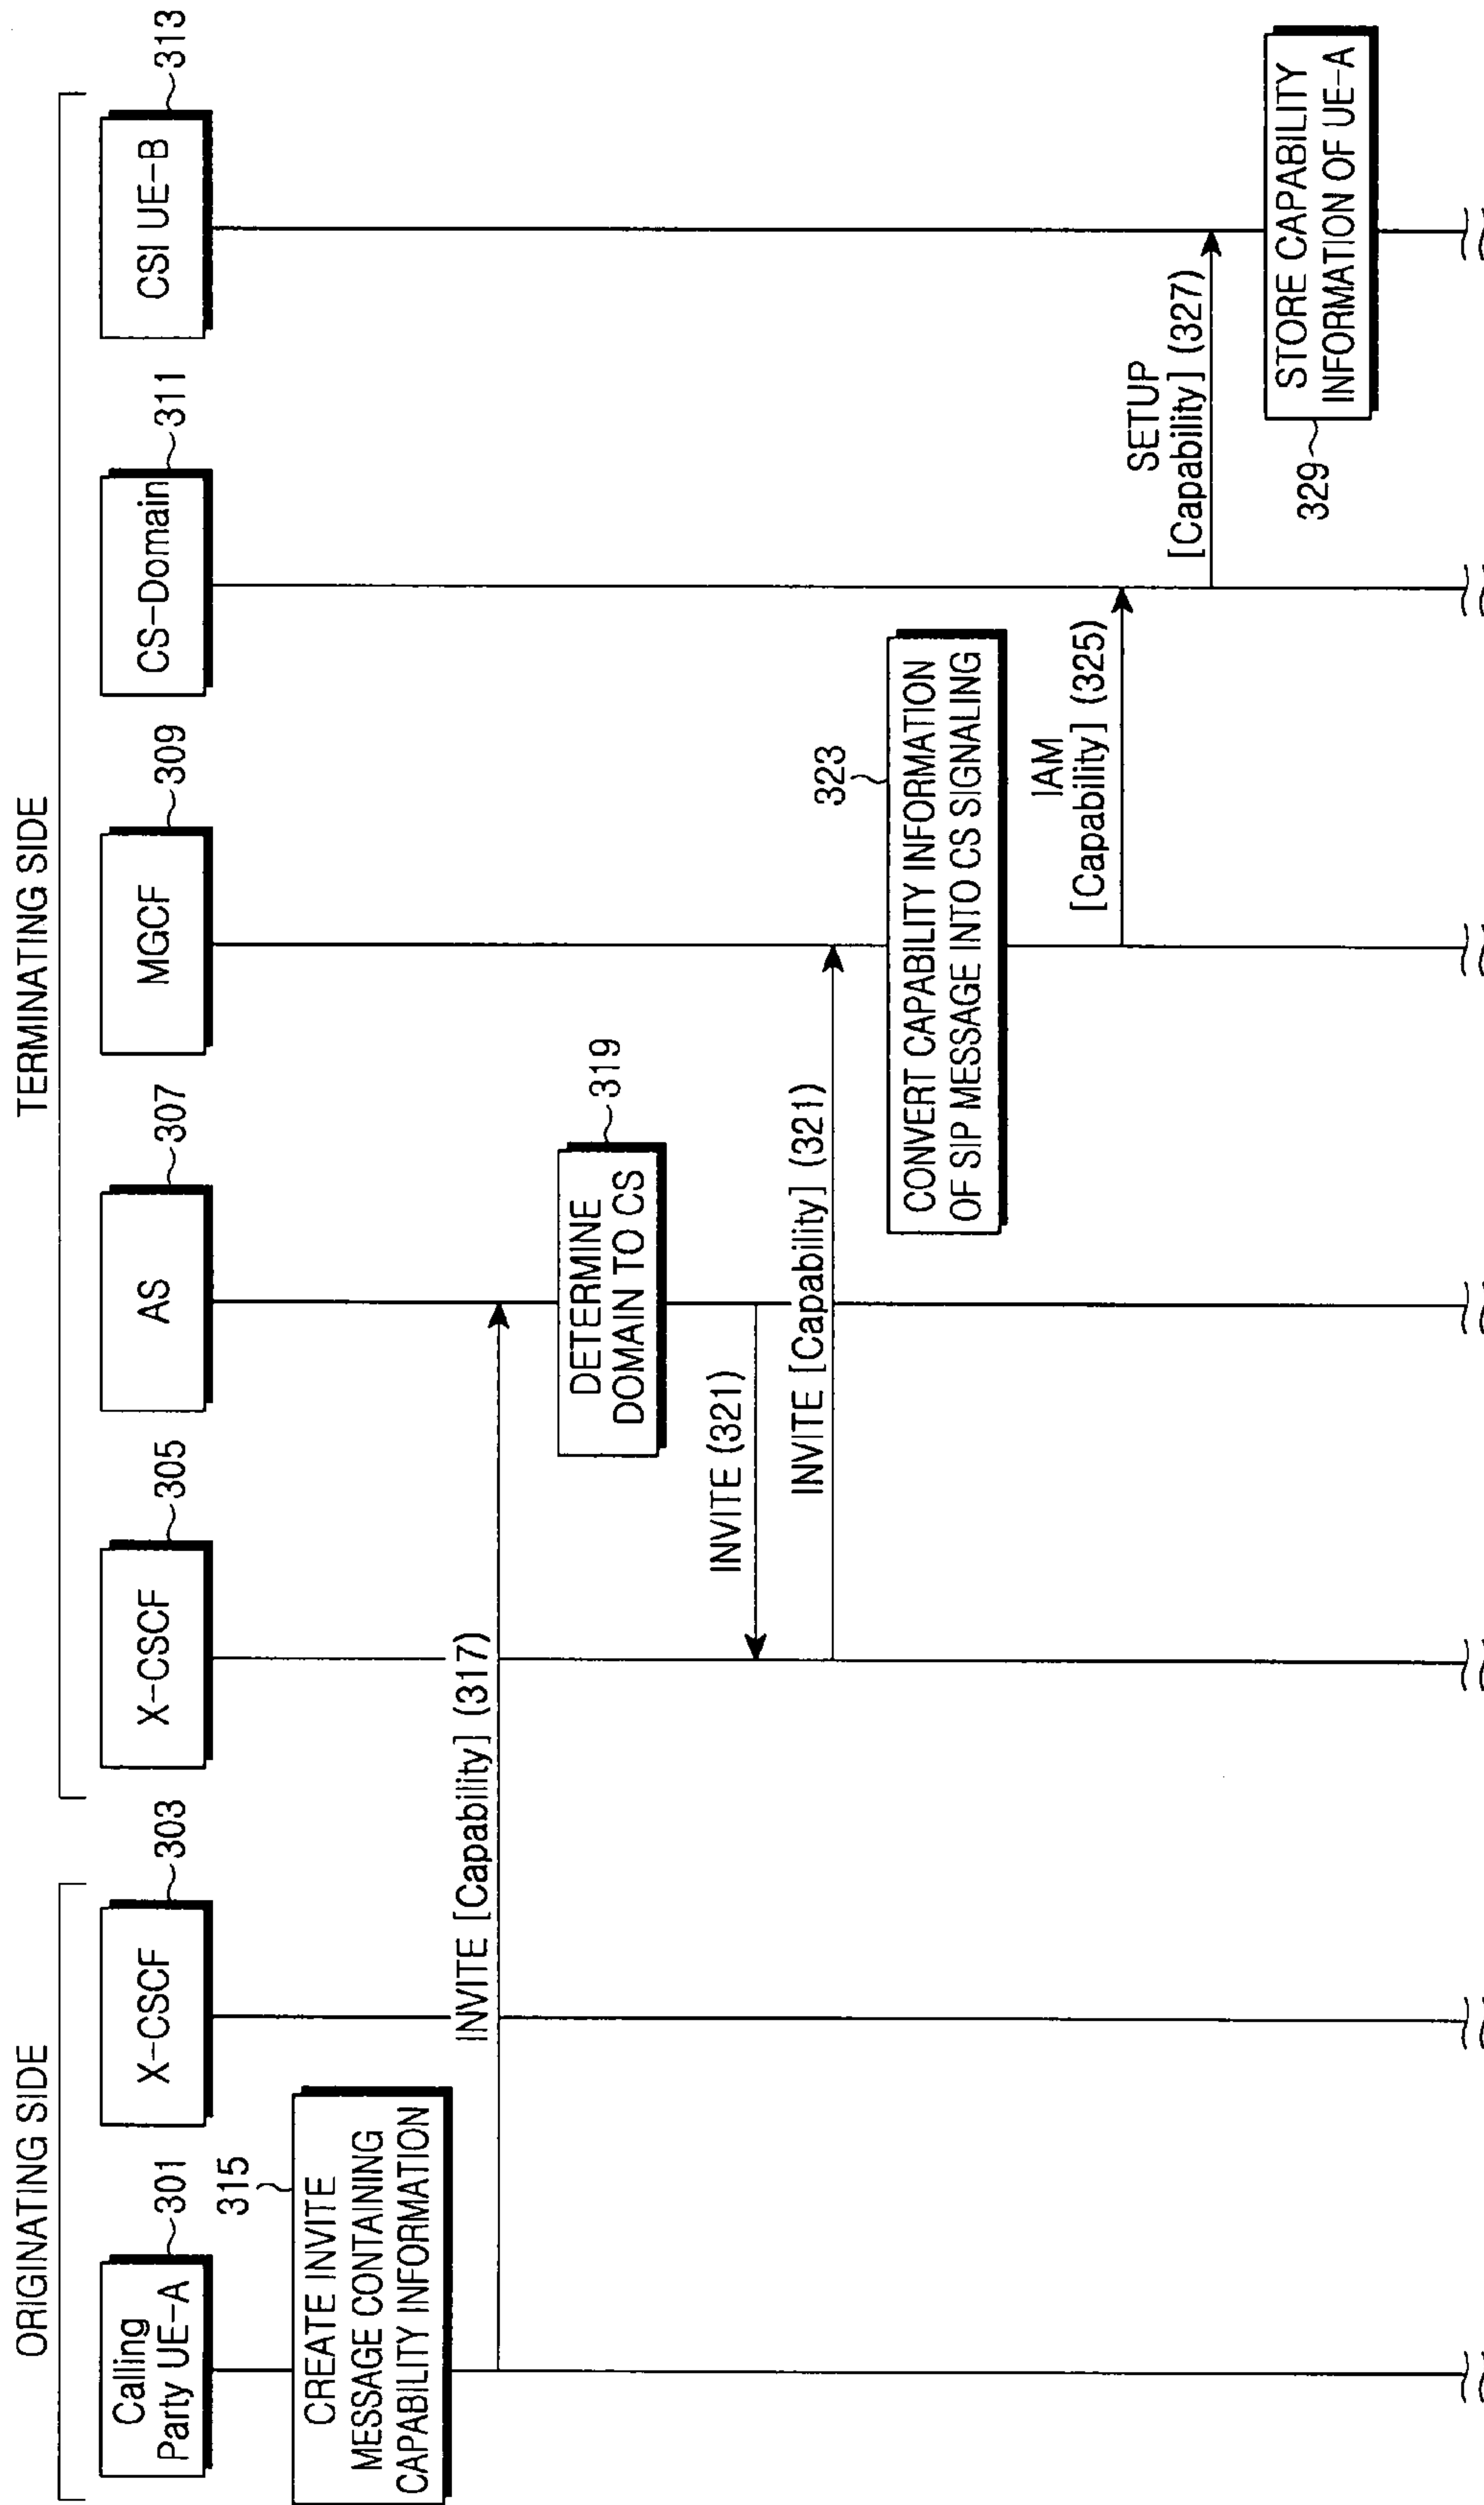 ORIGINATING SIDE
TERMINATING SIDE
Calling
Party UE-A
301
X-CSCF
303
X-CSCF
305
AS
307
MGCF
309
CS-Domain
311
CSI UE-B
313
315
CREATE INVITE
MESSAGE CONTAINING
CAPABILITY INFORMATION
INVITE [Capability] (317)
DETERMINE
DOMAIN TO CS
319
INVITE (321)
INVITE [Capability] (321)
323
CONVERT CAPABILITY INFORMATION
OF SIP MESSAGE INTO CS SIGNALING
IAM
[Capability] (325)
SETUP
[Capability] (327)
329
STORE CAPABILITY
INFORMATION OF UE-A